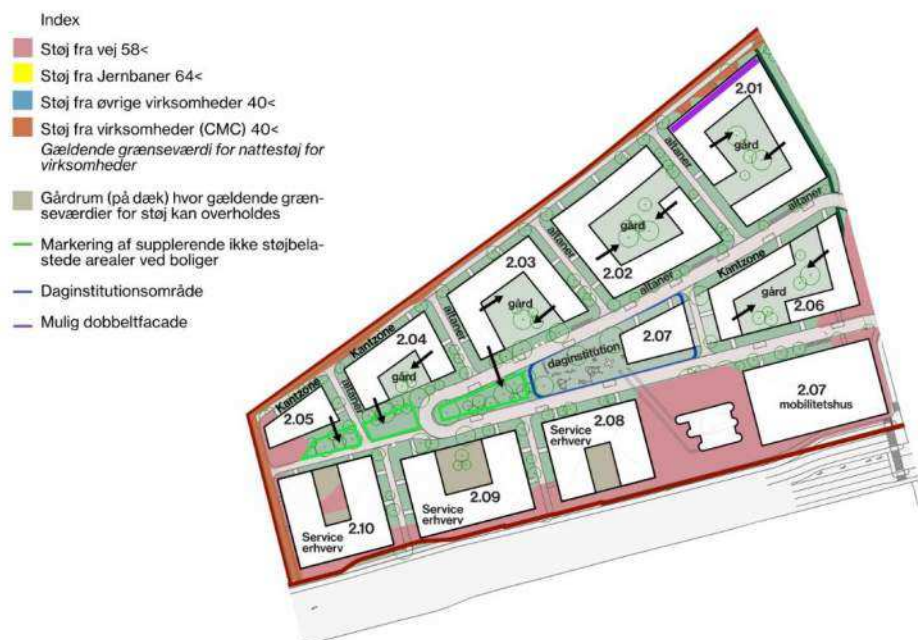 Index
Støj fra vej 58<
Støj fra Jernbaner 64<
Støj fra øvrige virksomheder 40<
Støj fra virksomheder (CMC) 40<
Gældende grænseværdi for nattestøj for
virksomheder
Gårdrum (på dæk) hvor gældende græn-
seværdier for støj kan overholdes
Markering af supplerende ikke støjbela-
stede arealer ved boliger
Daginstitutionsområde
Mulig dobbeltfacade
2.01
gård
altaner
altaner
gård
2.02
altaner
altaner
2.03
gård
altaner
Kantzone
2.06
gård
2.07
daginstitution
Kantzone
2.04
gård
altaner
Kantzone
2.05
2.07
mobilitetshus
2.08
Service
erhverv
2.09
Service
erhverv
2.10
Service
erhverv